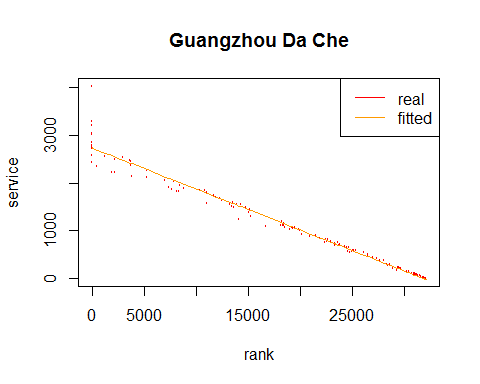 Guangzhou Da Che
real
fitted
service
3000
1000
0
0
5000
15000
25000
rank